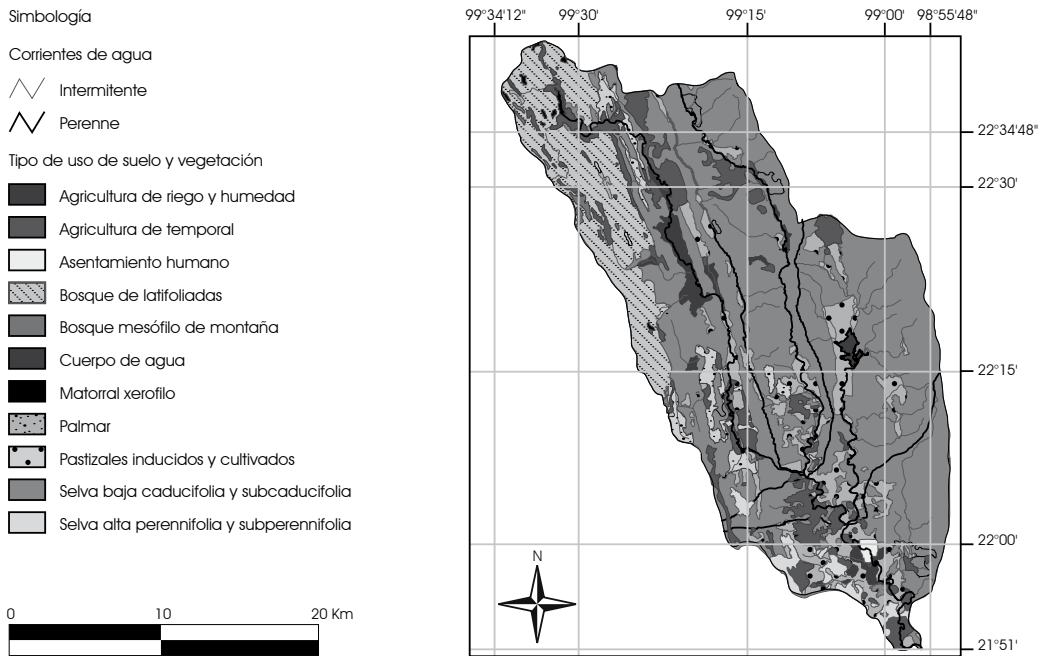 Simbología
Corrientes de agua
Intermitente
Perenne
Tipo de uso de suelo y vegetación
Agricultura de riego y humedad
Agricultura de temporal
Asentamiento humano
Bosque de latifoliadas
Bosque mesófilo de montaña
Cuerpo de agua
Matorral xerofilo
Palmar
Pastizales inducidos y cultivados
Selva baja caducifolia y subcaducifolia
Selva alta perennifolia y subperennifolia
0 10 20 Km
99°34'12" 99°30' 99°15' 99°00' 98°55'48"
22°34'48"
22°30'
22°15'
22°00'
21°51'
N